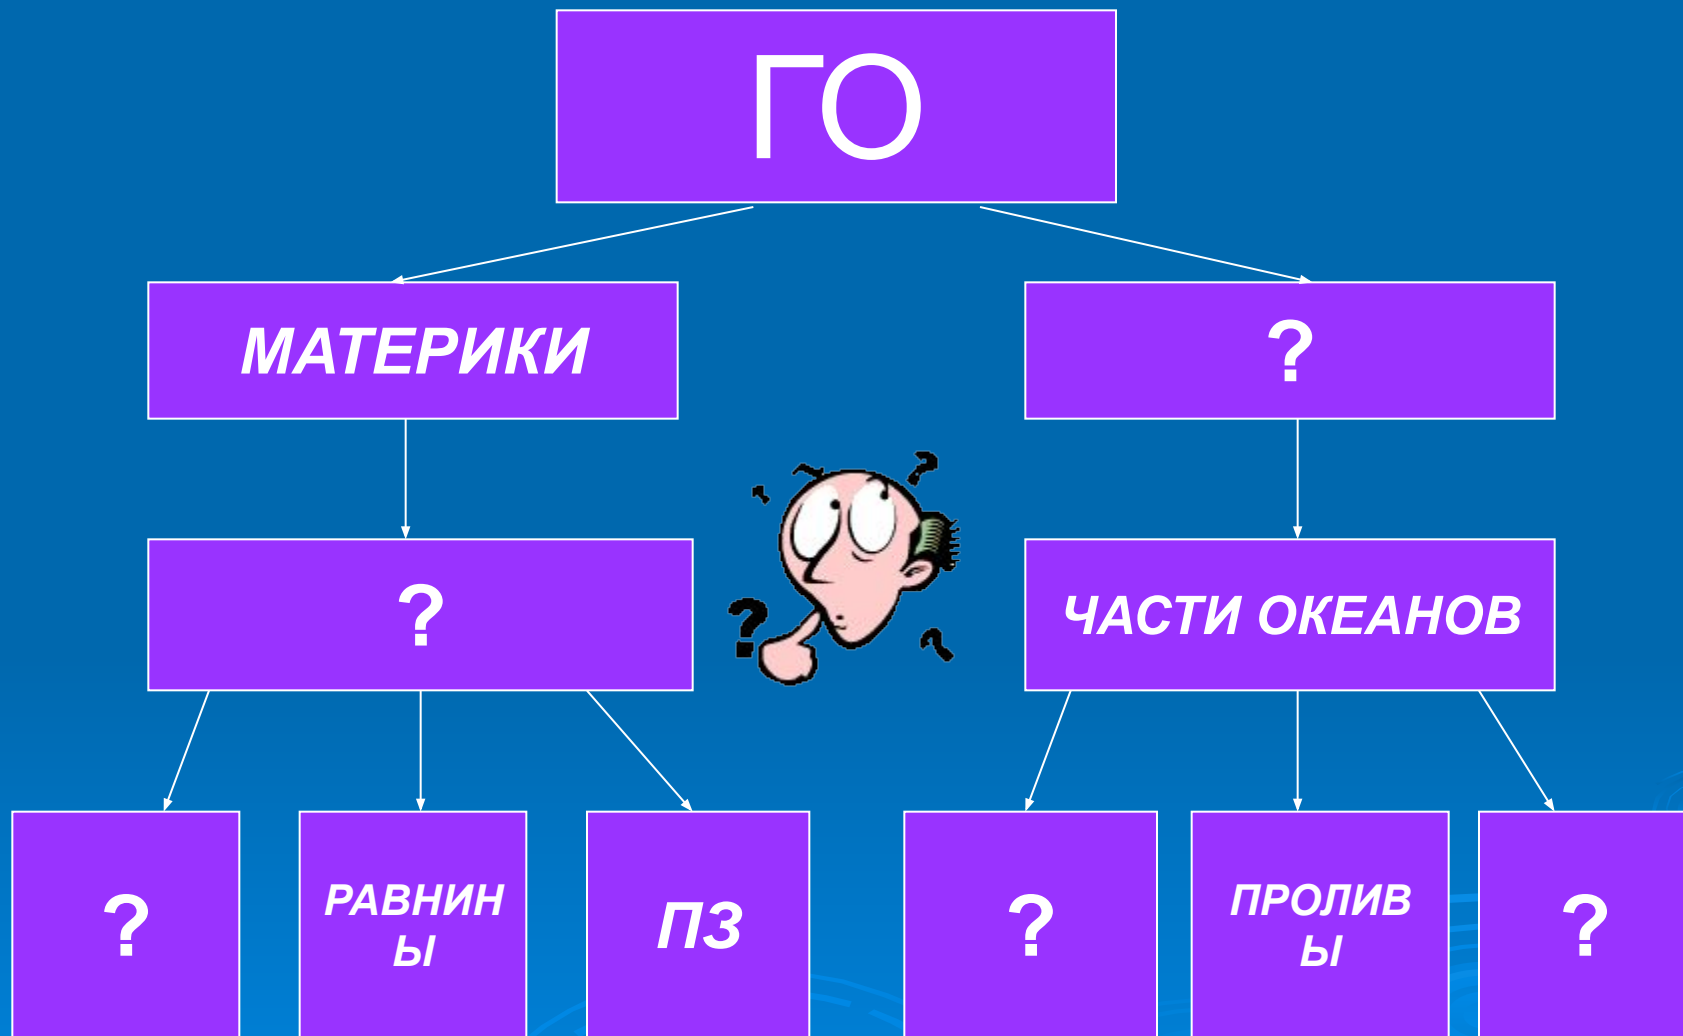 ГО
МАТЕРИКИ
?
?
ЧАСТИ ОКЕАНОВ
?
РАВНИН
Ы
ПЗ
?
ПРОЛИВ
Ы
?